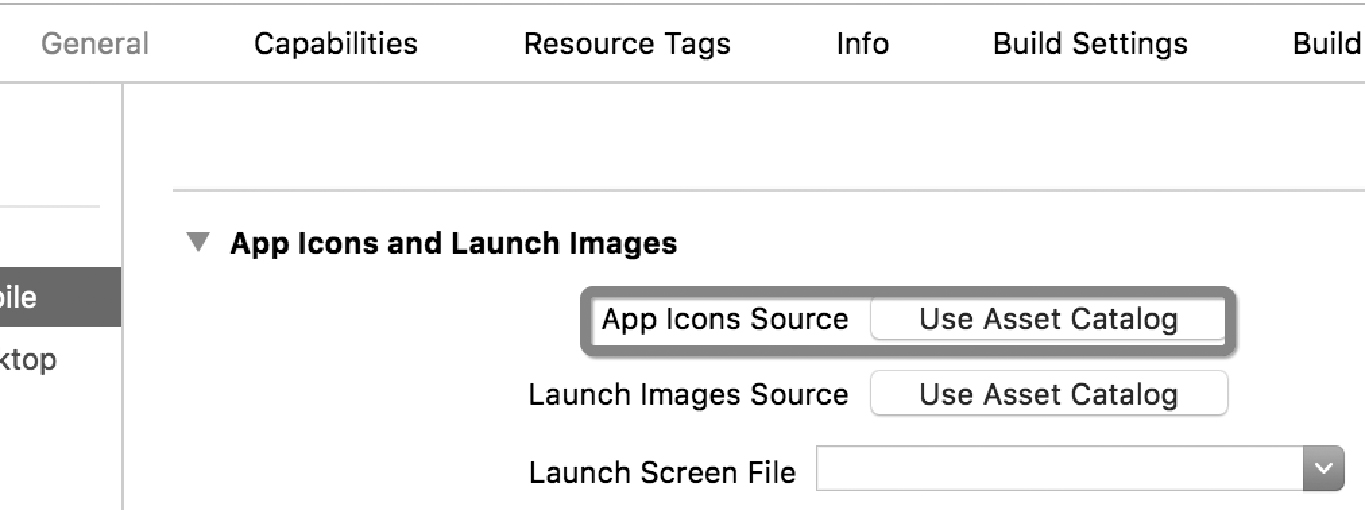 General Capabilities Resource Tags Info Build Settings Build
App Icons and Launch Images
ile
App Icons Source Use Asset Catalog
ktop
Launch Images Source Use Asset Catalog
Launch Screen File